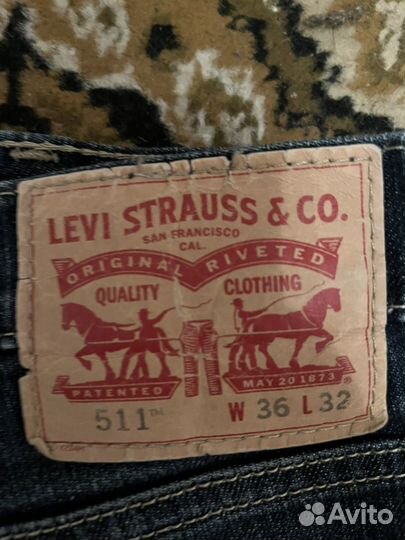 LEVI STRAUSS & CO.
SAN FRANCISCO
CAL.
ORIGINAL RIVETED
QUALITY CLOTHING
PATENTED MAY 20 1873 ®
511™ W 36 L 32
Avito